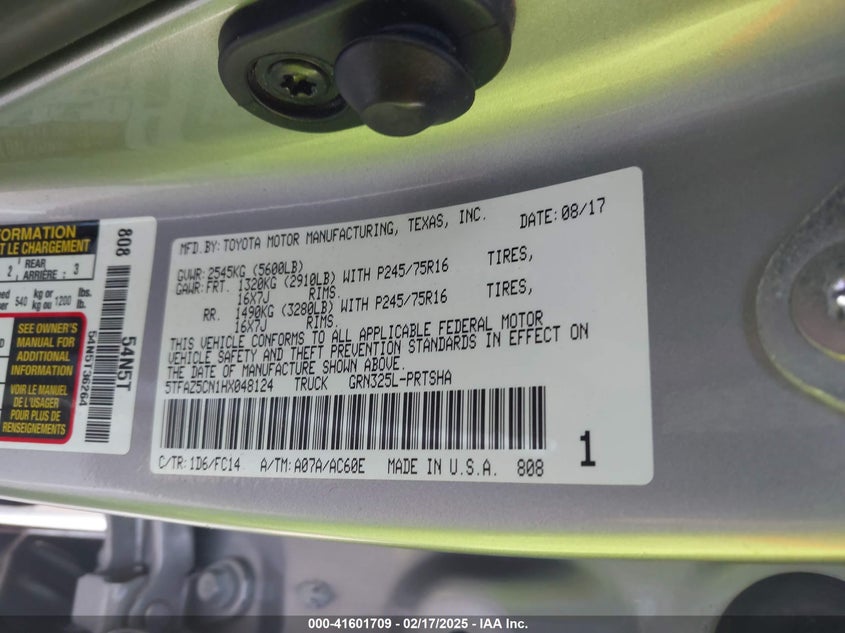 FORMATION
ET LE CHARGEMENT
2 REAR ARRIÈRE : 3
540 kg or kg ou 1200 lbs. lb.
SEE OWNER'S
MANUAL FOR
ADDITIONAL
INFORMATION
VOIR LE MANUEL
DE L'USAGER
POUR PLUS DE
RENSEIGNEMENTS
808
54N5T
54N5T36764
MFD.BY: TOYOTA MOTOR MANUFACTURING, TEXAS, INC. DATE:08/17
GVWR: 2545KG (5600LB)
GAWR: FRT. 1320KG (2910LB) WITH P245/75R16 TIRES,
16X7J RIMS.
RR. 1490KG (3280LB) WITH P245/75R16 TIRES,
16X7J RIMS.
THIS VEHICLE CONFORMS TO ALL APPLICABLE FEDERAL MOTOR
VEHICLE SAFETY AND THEFT PREVENTION STANDARDS IN EFFECT ON
THE DATE OF MANUFACTURE SHOWN ABOVE.
5TFAZ5CN1HX048124 TRUCK GRN325L-PRTSHA
C/TR: 1D6/FC14 A/TM: A07A/AC60E MADE IN U.S.A. 808 1
000-41601709 - 02/17/2025 - IAA Inc.